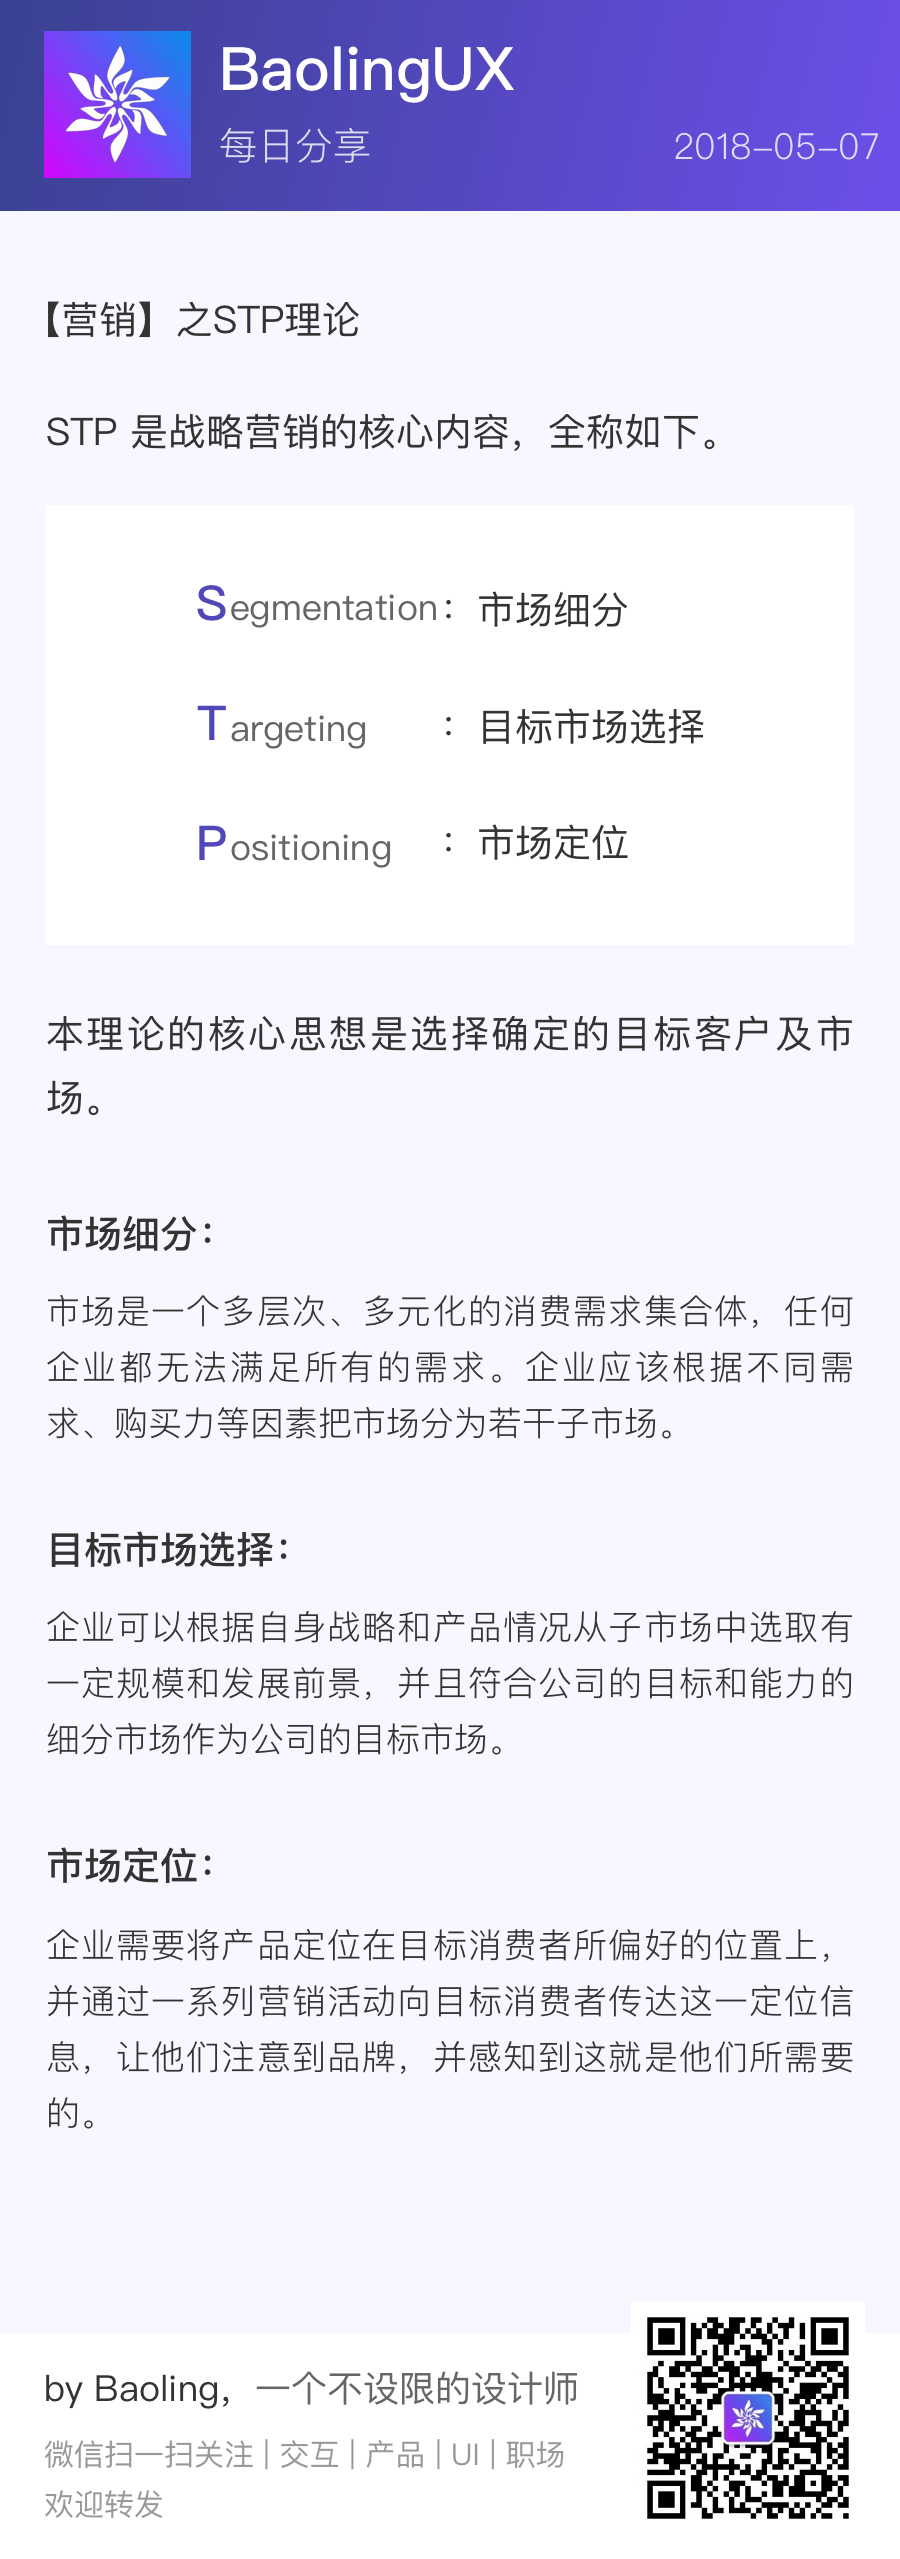 BaolingUX
每日分享
2018-05-07
【营销】之STP理论
STP 是战略营销的核心内容，全称如下。
Segmentation：市场细分
Targeting：目标市场选择
Positioning：市场定位
本理论的核心思想是选择确定的目标客户及市
场。
市场细分：
市场是一个多层次、多元化的消费需求集合体，任何
企业都无法满足所有的需求。企业应该根据不同需
求、购买力等因素把市场分为若干子市场。
目标市场选择：
企业可以根据自身战略和产品情况从子市场中选取有
一定规模和发展前景，并且符合公司的目标和能力的
细分市场作为公司的目标市场。
市场定位：
企业需要将产品定位在目标消费者所偏好的位置上，
并通过一系列营销活动向目标消费者传达这一定位信
息，让他们注意到品牌，并感知到这就是他们所需要
的。
by Baoling，一个不设限的设计师
微信扫一扫关注 | 交互 | 产品 | UI | 职场
欢迎转发